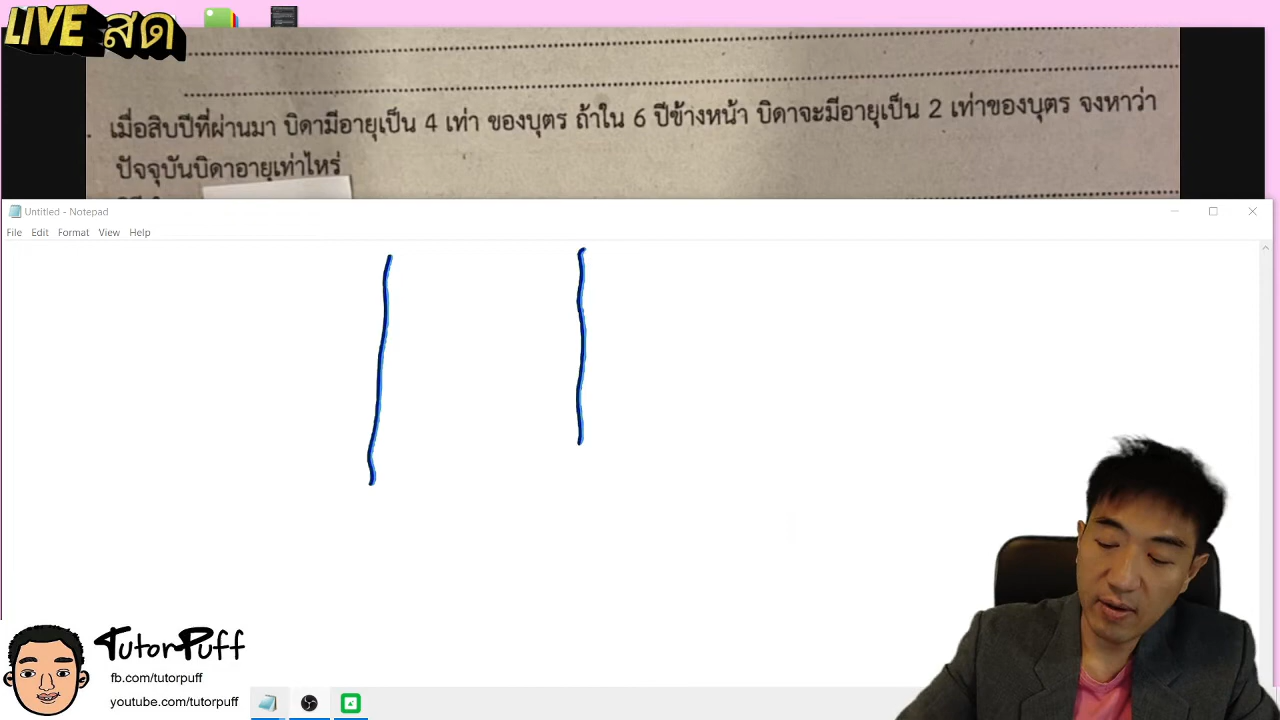 LIVE สด
เมื่อสิบปีที่ผ่านมา บิดามีอายุเป็น 4 เท่า ของบุตร ถ้าใน 6 ปีข้างหน้า บิดาจะมีอายุเป็น 2 เท่าของบุตร จงหาว่า
ปัจจุบันบิดาอายุเท่าไหร่
Untitled - Notepad
File Edit Format View Help
TutorPuff
fb.com/tutorpuff
youtube.com/tutorpuff